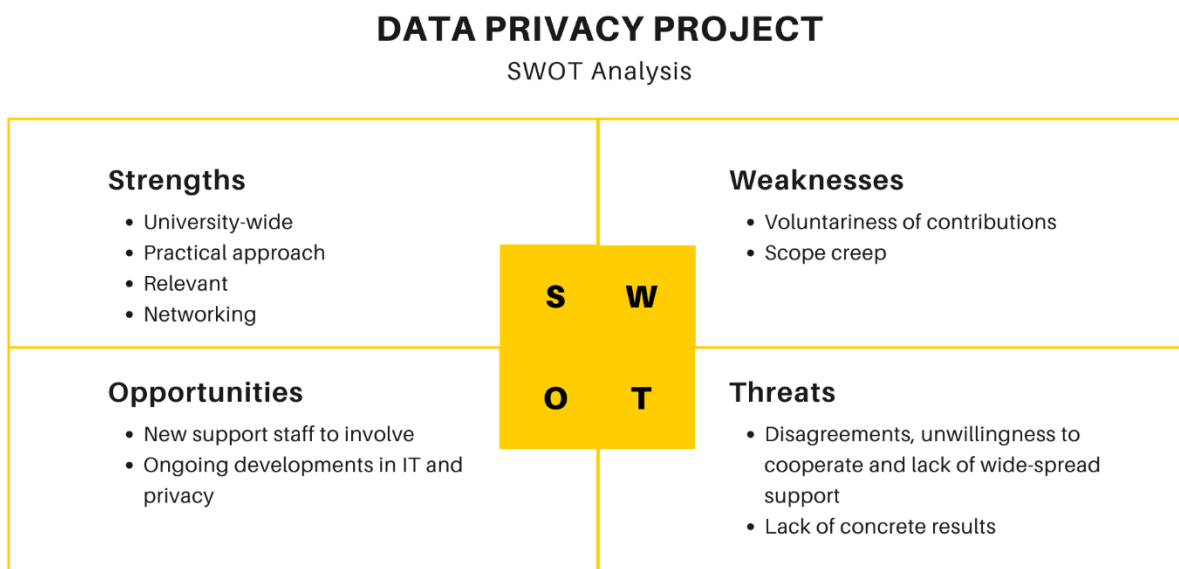 DATA PRIVACY PROJECT
SWOT Analysis
Strengths
• University-wide
• Practical approach
• Relevant
• Networking
Weaknesses
• Voluntariness of contributions
• Scope creep
S W
O T
Opportunities
• New support staff to involve
• Ongoing developments in IT and
privacy
Threats
• Disagreements, unwillingness to
cooperate and lack of wide-spread
support
• Lack of concrete results